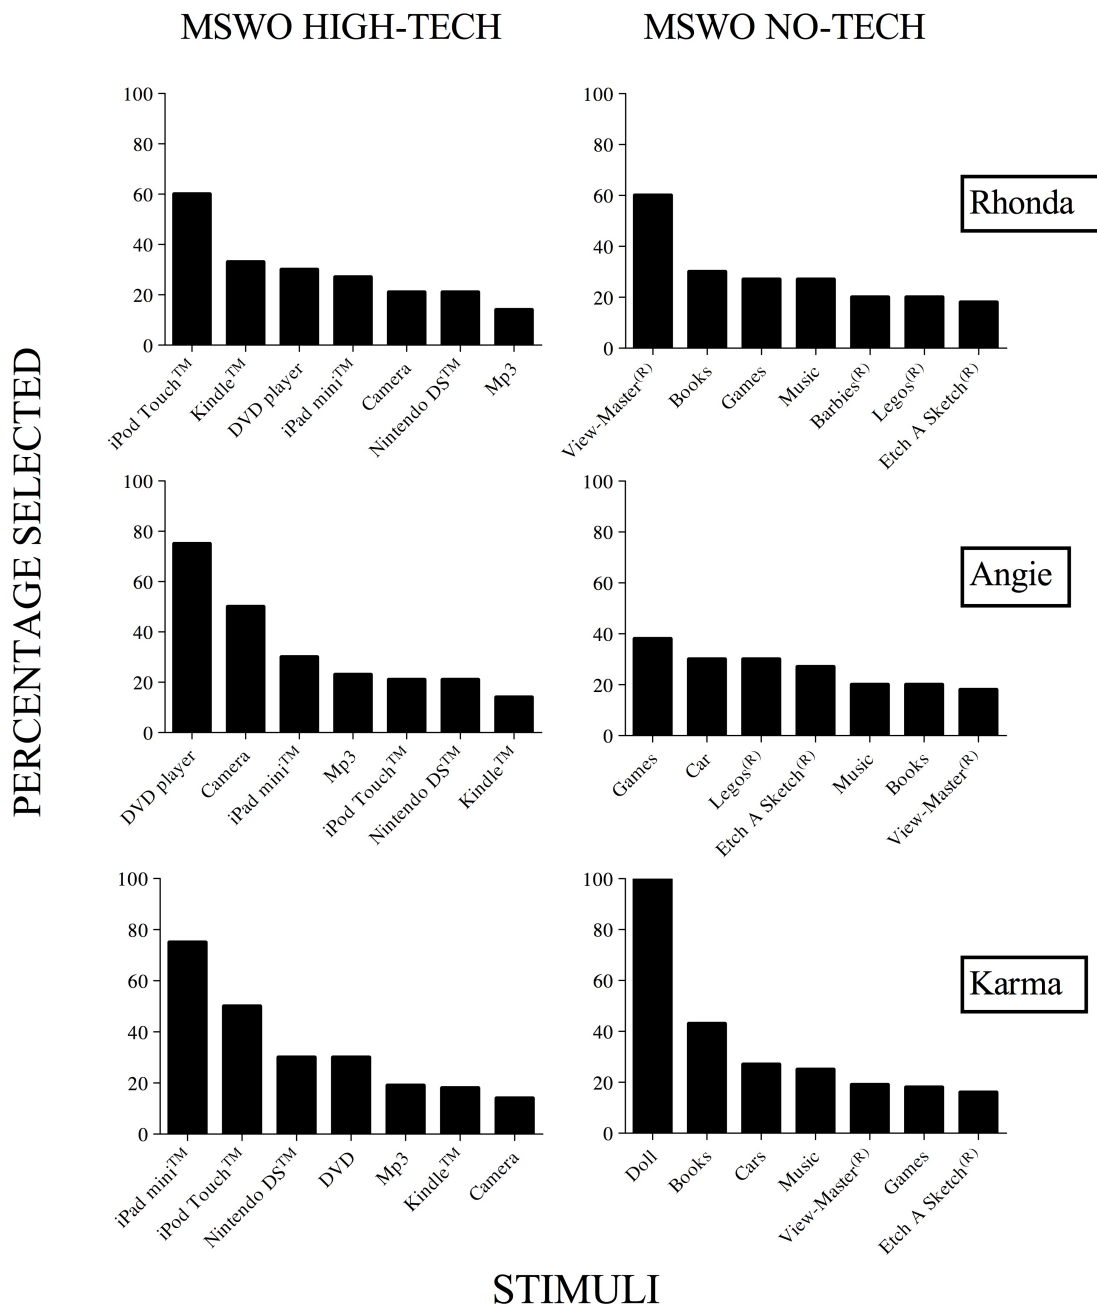 MSWO HIGH-TECH
MSWO NO-TECH
PERCENTAGE SELECTED
100
80
60
40
20
0
iPod Touch™
Kindle™
DVD player
iPad mini™
Camera
Nintendo DS™
Mp3
100
80
60
40
20
0
View-Master(R)
Books
Games
Music
Barbies(R)
Legos(R)
Etch A Sketch(R)
Rhonda
100
80
60
40
20
0
DVD player
Camera
iPad mini™
Mp3
iPod Touch™
Nintendo DS™
Kindle™
100
80
60
40
20
0
Games
Car
Legos(R)
Etch A Sketch(R)
Music
Books
View-Master(R)
Angie
100
80
60
40
20
0
iPad mini™
iPod Touch™
Nintendo DS™
DVD
Mp3
Kindle™
Camera
100
80
60
40
20
0
Doll
Books
Cars
Music
View-Master(R)
Games
Etch A Sketch(R)
Karma
STIMULI